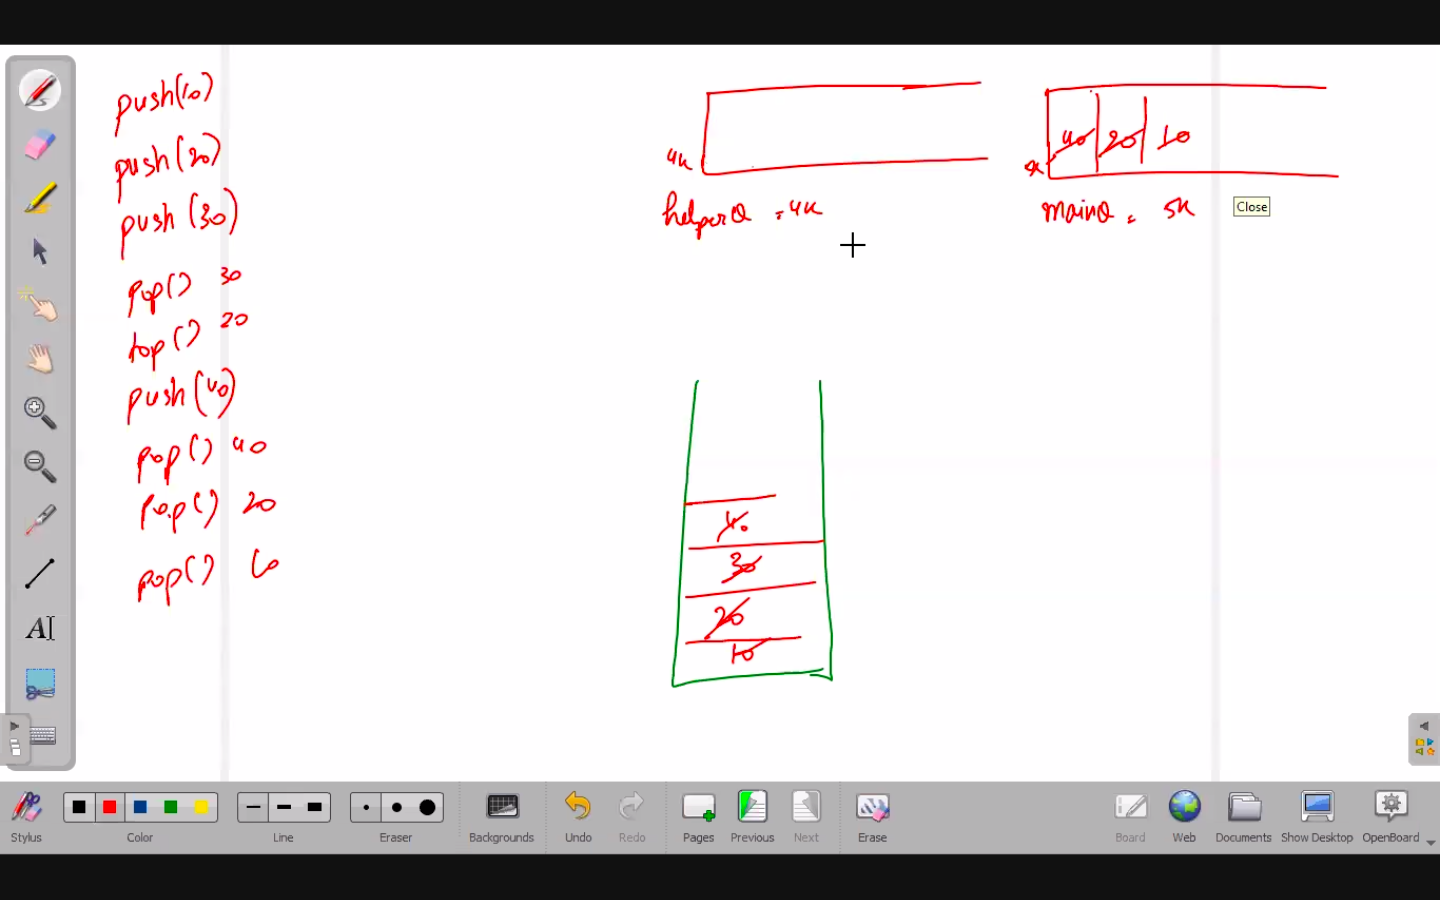 push(10)
push(20)
push(30)
pop() 30
top() 20
push(40)
pop() 40
pop() 20
pop() 10
4k
helperQ = 4k
40 20 10
mainQ = 5k
Close
40
30
20
10
A
Stylus
Color
Line
Eraser
Backgrounds
Undo
Redo
Pages
Previous
Next
Erase
Board
Web
Documents
Show Desktop
OpenBoard